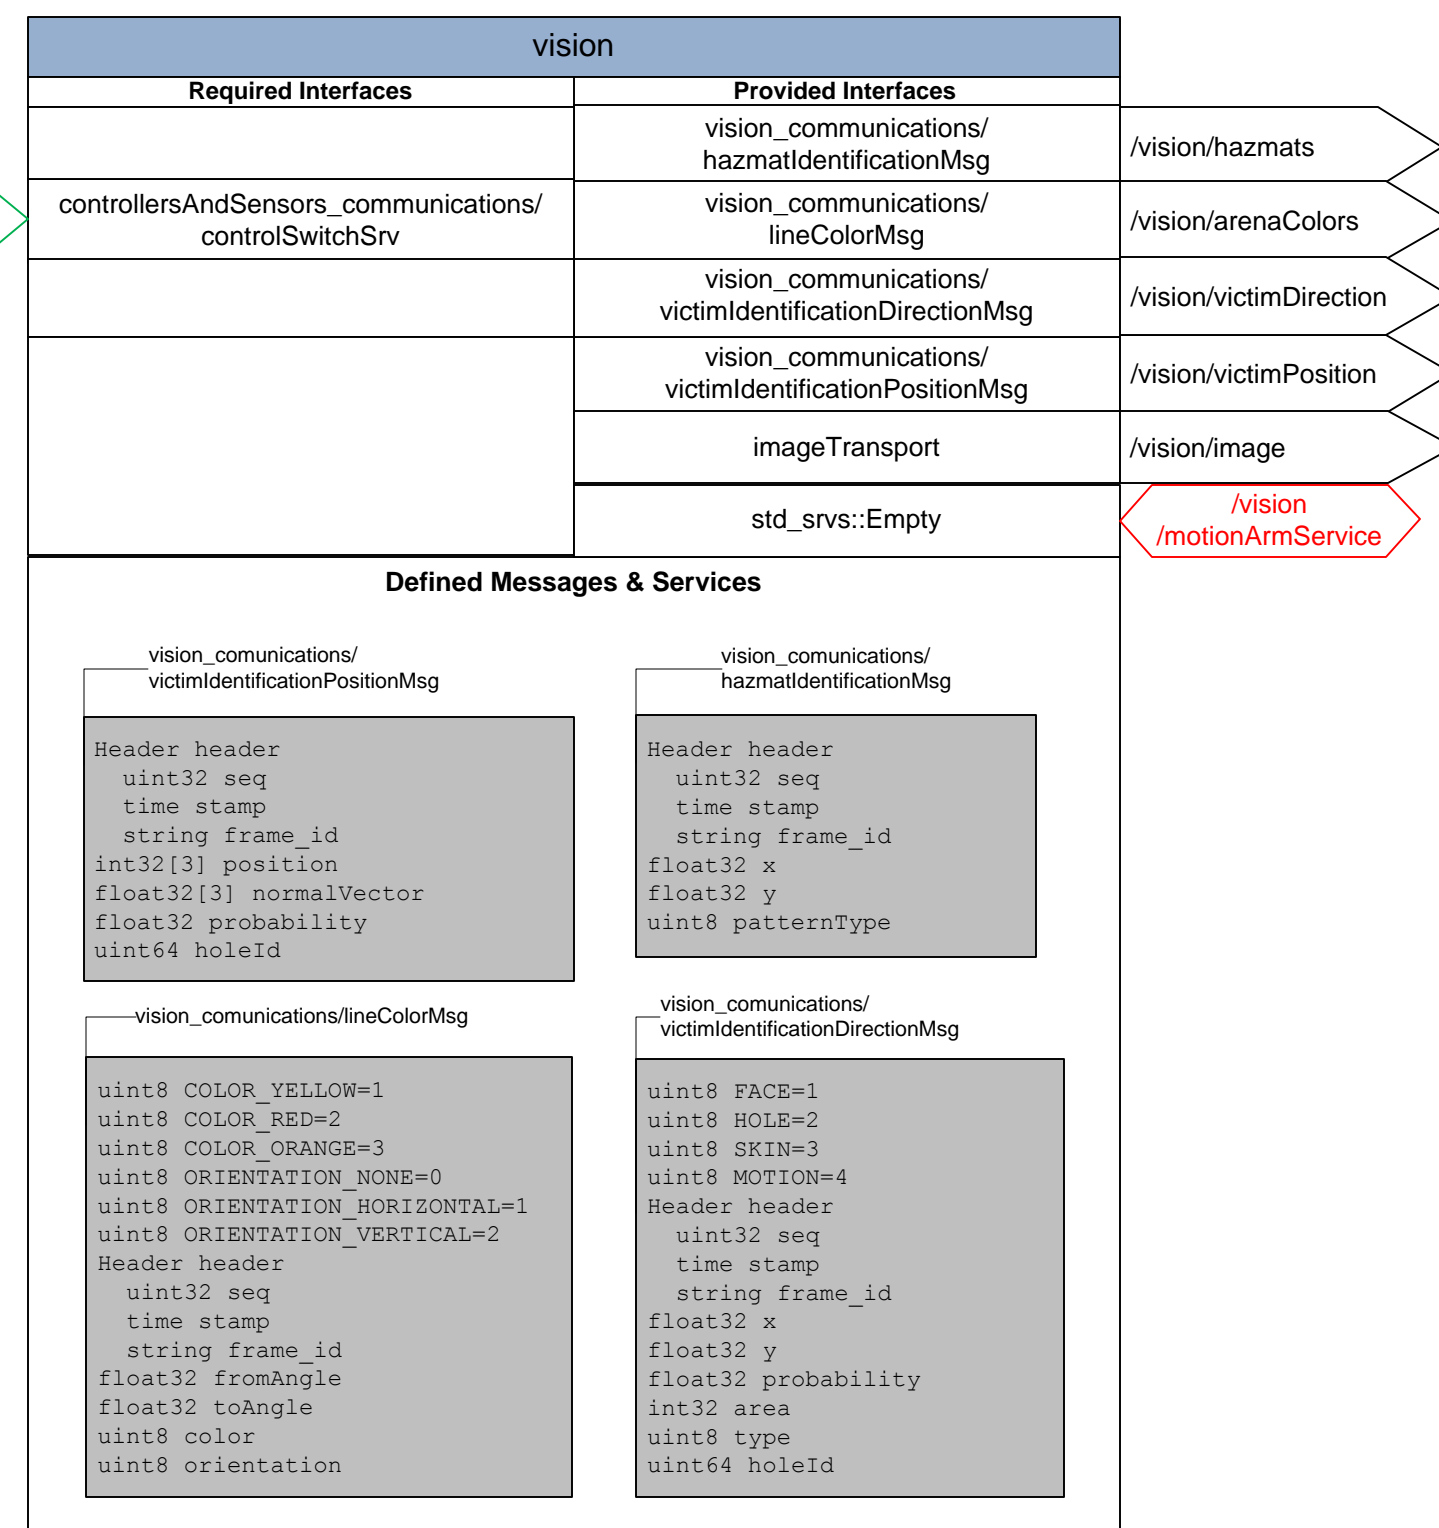 vision
Required Interfaces
Provided Interfaces
vision_communications/
hazmatIdentificationMsg
/vision/hazmats
controllersAndSensors_communications/
controlSwitchSrv
vision_communications/
lineColorMsg
/vision/arenaColors
vision_communications/
victimIdentificationDirectionMsg
/vision/victimDirection
vision_communications/
victimIdentificationPositionMsg
/vision/victimPosition
imageTransport
/vision/image
std_srvs::Empty
/vision
/motionArmService
Defined Messages & Services
vision_comunications/
victimIdentificationPositionMsg
Header header
uint32 seq
time stamp
string frame_id
int32[3] position
float32[3] normalVector
float32 probability
uint64 holeId
vision_comunications/
hazmatIdentificationMsg
Header header
uint32 seq
time stamp
string frame_id
float32 x
float32 y
uint8 patternType
vision_comunications/lineColorMsg
uint8 COLOR_YELLOW=1
uint8 COLOR_RED=2
uint8 COLOR_ORANGE=3
uint8 ORIENTATION_NONE=0
uint8 ORIENTATION_HORIZONTAL=1
uint8 ORIENTATION_VERTICAL=2
Header header
uint32 seq
time stamp
string frame_id
float32 fromAngle
float32 toAngle
uint8 color
uint8 orientation
vision_comunications/
victimIdentificationDirectionMsg
uint8 FACE=1
uint8 HOLE=2
uint8 SKIN=3
uint8 MOTION=4
Header header
uint32 seq
time stamp
string frame_id
float32 x
float32 y
float32 probability
int32 area
uint8 type
uint64 holeId